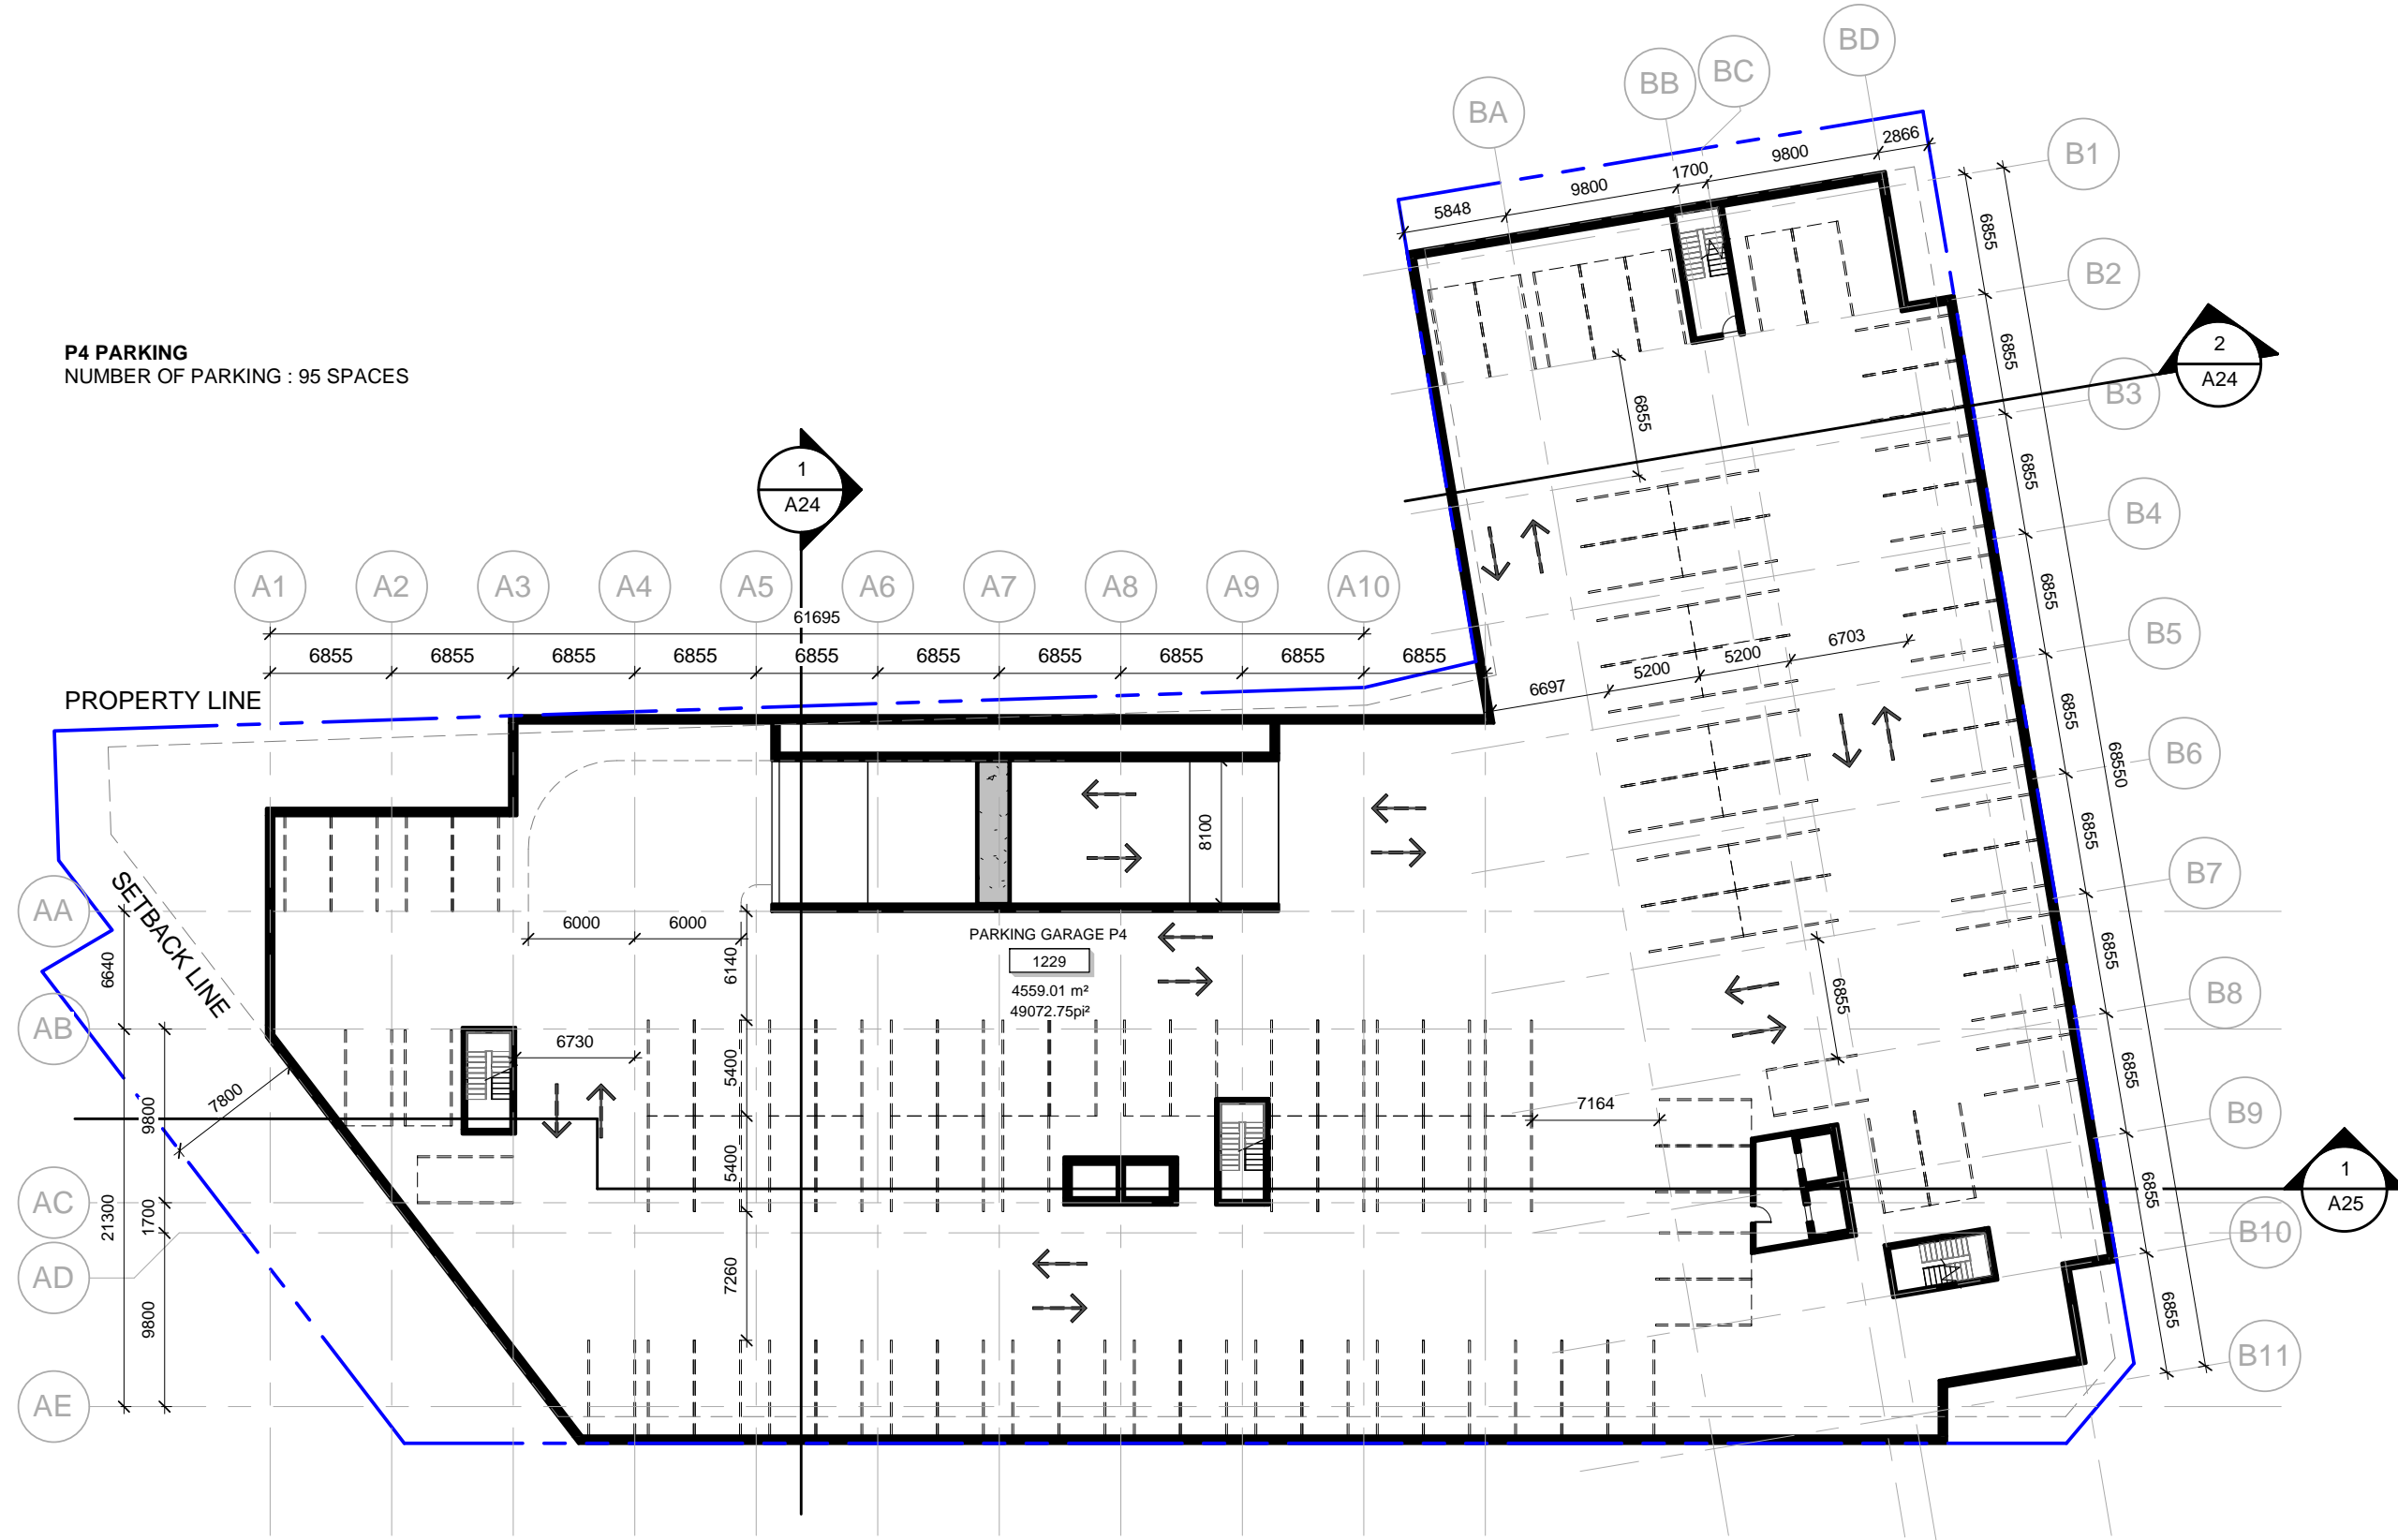 BD
BC
BB
BA
2866
B1
9800
1700
9800
5848
6855
B2
P4 PARKING
NUMBER OF PARKING : 95 SPACES
2
A24
6855
B3
6855
1
A24
6855
B4
A1
A2
A3
A4
A5
A6
A7
A8
A9
A10
6855
B5
61695
6855
6855
6855
6855
6855
6855
6855
6855
6855
6855
6703
5200
5200
6697
PROPERTY LINE
6855
68550
B6
8100
6855
B7
AA
SETBACK LINE
6000
6000
6640
6140
PARKING GARAGE P4
1229
4559.01 m²
49072.75pi²
6855
6855
B8
AB
6730
5400
7800
9800
7164
6855
B9
5400
AC
21300
1700
6855
1
A25
B10
AD
7260
9800
6855
B11
AE